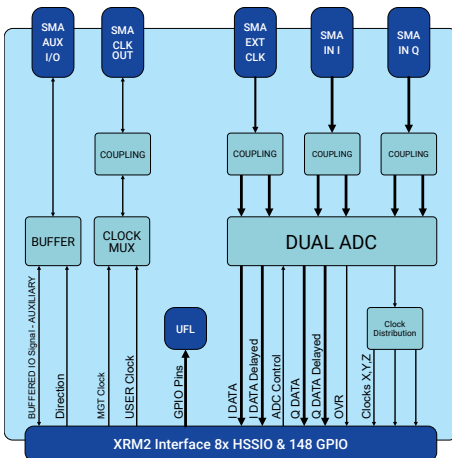 SMA
AUX
I/O
SMA
CLK
OUT
SMA
EXT
CLK
SMA
IN I
SMA
IN Q
COUPLING
COUPLING
COUPLING
COUPLING
BUFFER
CLOCK
MUX
DUAL ADC
UFL
Clock
Distribution
BUFFERED IO Signal - AUXILIARY
Direction
MGT Clock
USER Clock
GPIO Pins
I DATA
I DATA Delayed
ADC Control
Q DATA
Q DATA Delayed
OVR
Clocks X,Y,Z
XRM2 Interface 8x HSSIO & 148 GPIO